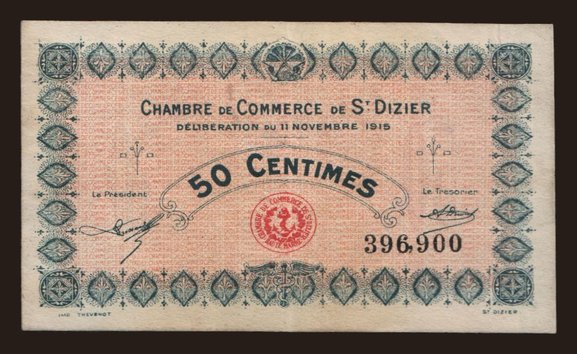 CHAMBRE DE COMMERCE DE ST DIZIER
DÉLIBERATION DU 11 NOVEMBRE 1915
50 CENTIMES
Le Président
Le Trésorier
396,900
IMP. THEVENOT
ST DIZIER